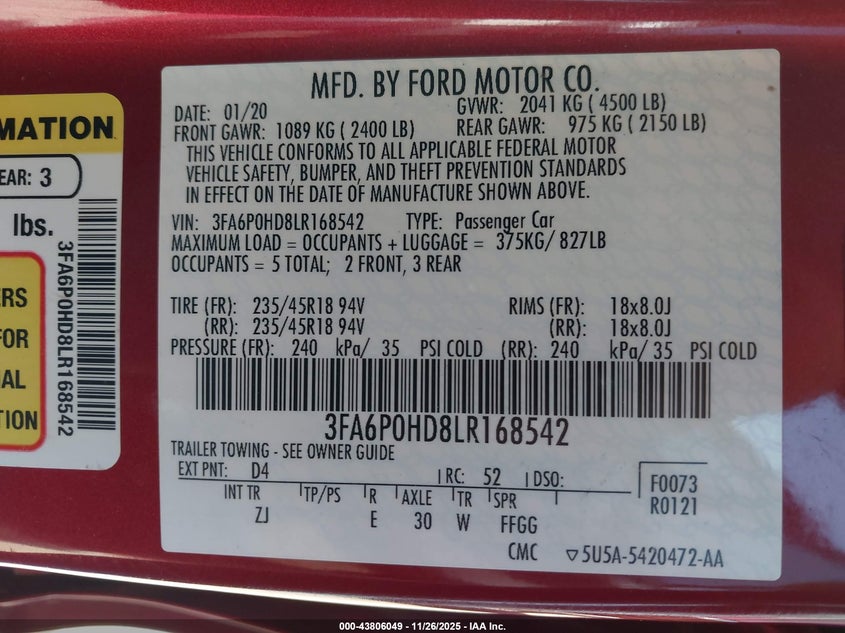 MATION
EAR: 3
lbs.
ERS
FOR
AL
TION
3FA6P0HD8LR168542
MFD. BY FORD MOTOR CO.
DATE: 01/20 GVWR: 2041 KG ( 4500 LB)
FRONT GAWR: 1089 KG ( 2400 LB) REAR GAWR: 975 KG ( 2150 LB)
THIS VEHICLE CONFORMS TO ALL APPLICABLE FEDERAL MOTOR
VEHICLE SAFETY, BUMPER, AND THEFT PREVENTION STANDARDS
IN EFFECT ON THE DATE OF MANUFACTURE SHOWN ABOVE.
VIN: 3FA6P0HD8LR168542 TYPE: Passenger Car
MAXIMUM LOAD = OCCUPANTS + LUGGAGE = 375KG/ 827LB
OCCUPANTS = 5 TOTAL; 2 FRONT, 3 REAR
TIRE (FR): 235/45R18 94V RIMS (FR): 18x8.0J
(RR): 235/45R18 94V (RR): 18x8.0J
PRESSURE (FR): 240 kPa/ 35 PSI COLD (RR): 240 kPa/ 35 PSI COLD
3FA6P0HD8LR168542
TRAILER TOWING - SEE OWNER GUIDE
EXT PNT: D4 RC: 52 DSO: F0073
INT TR TP/PS R AXLE TR SPR R0121
ZJ E 30 W FFGG
CMC ▽5U5A-5420472-AA
000-43806049 - 11/26/2025 - IAA Inc.